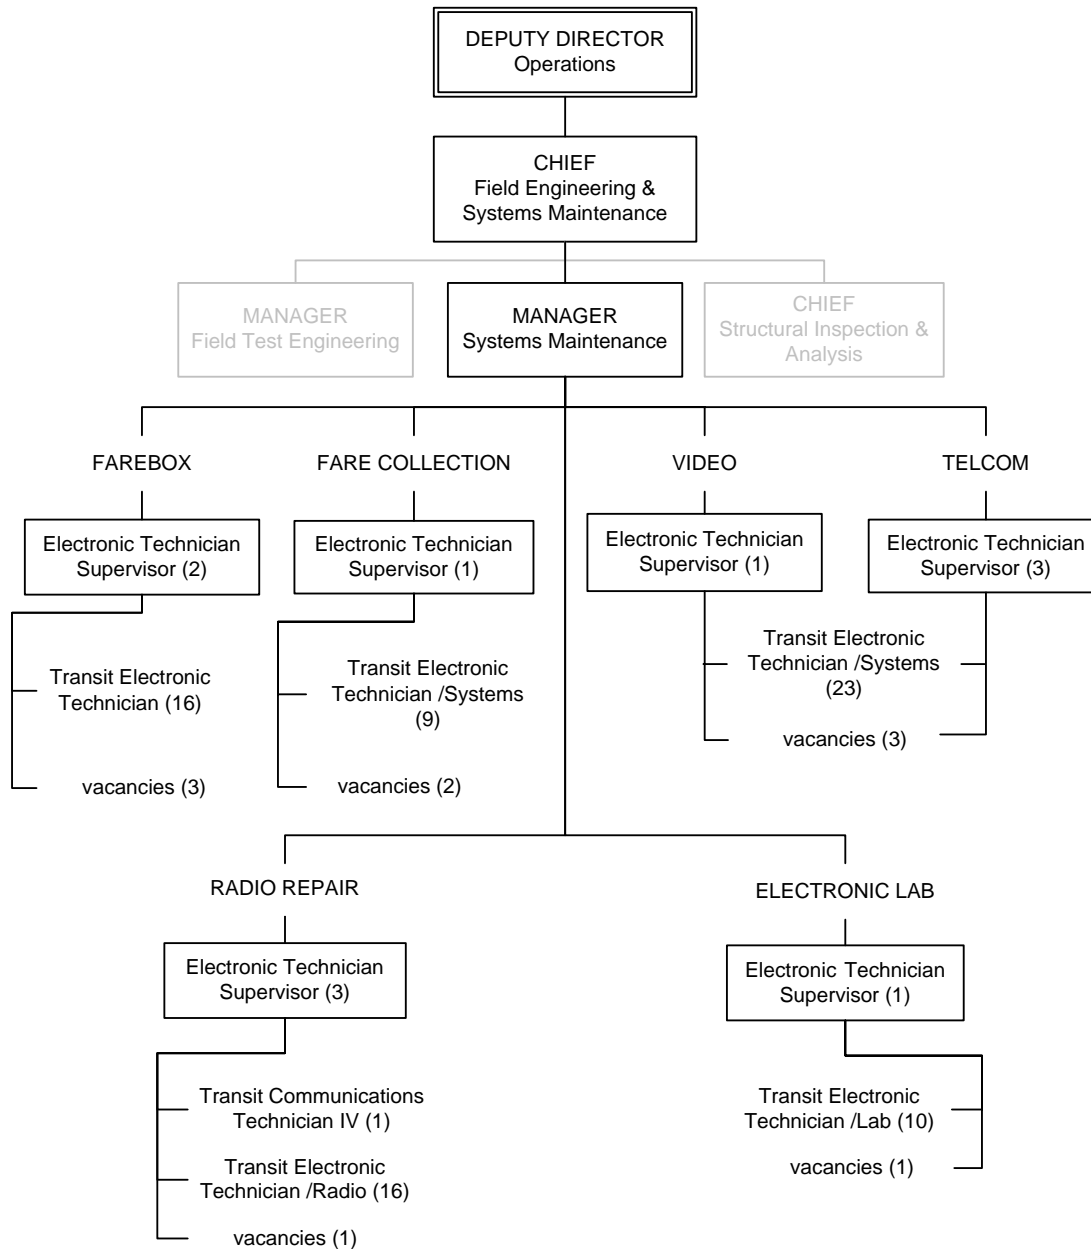 DEPUTY DIRECTOR
Operations
CHIEF
Field Engineering &
Systems Maintenance
MANAGER
Field Test Engineering
MANAGER
Systems Maintenance
CHIEF
Structural Inspection &
Analysis
FAREBOX
FARE COLLECTION
VIDEO
TELCOM
Electronic Technician
Supervisor (2)
Electronic Technician
Supervisor (1)
Electronic Technician
Supervisor (1)
Electronic Technician
Supervisor (3)
Transit Electronic
Technician (16)
Transit Electronic
Technician /Systems
(9)
Transit Electronic
Technician /Systems
(23)
vacancies (3)
vacancies (2)
vacancies (3)
RADIO REPAIR
ELECTRONIC LAB
Electronic Technician
Supervisor (3)
Electronic Technician
Supervisor (1)
Transit Communications
Technician IV (1)
Transit Electronic
Technician /Radio (16)
vacancies (1)
Transit Electronic
Technician /Lab (10)
vacancies (1)